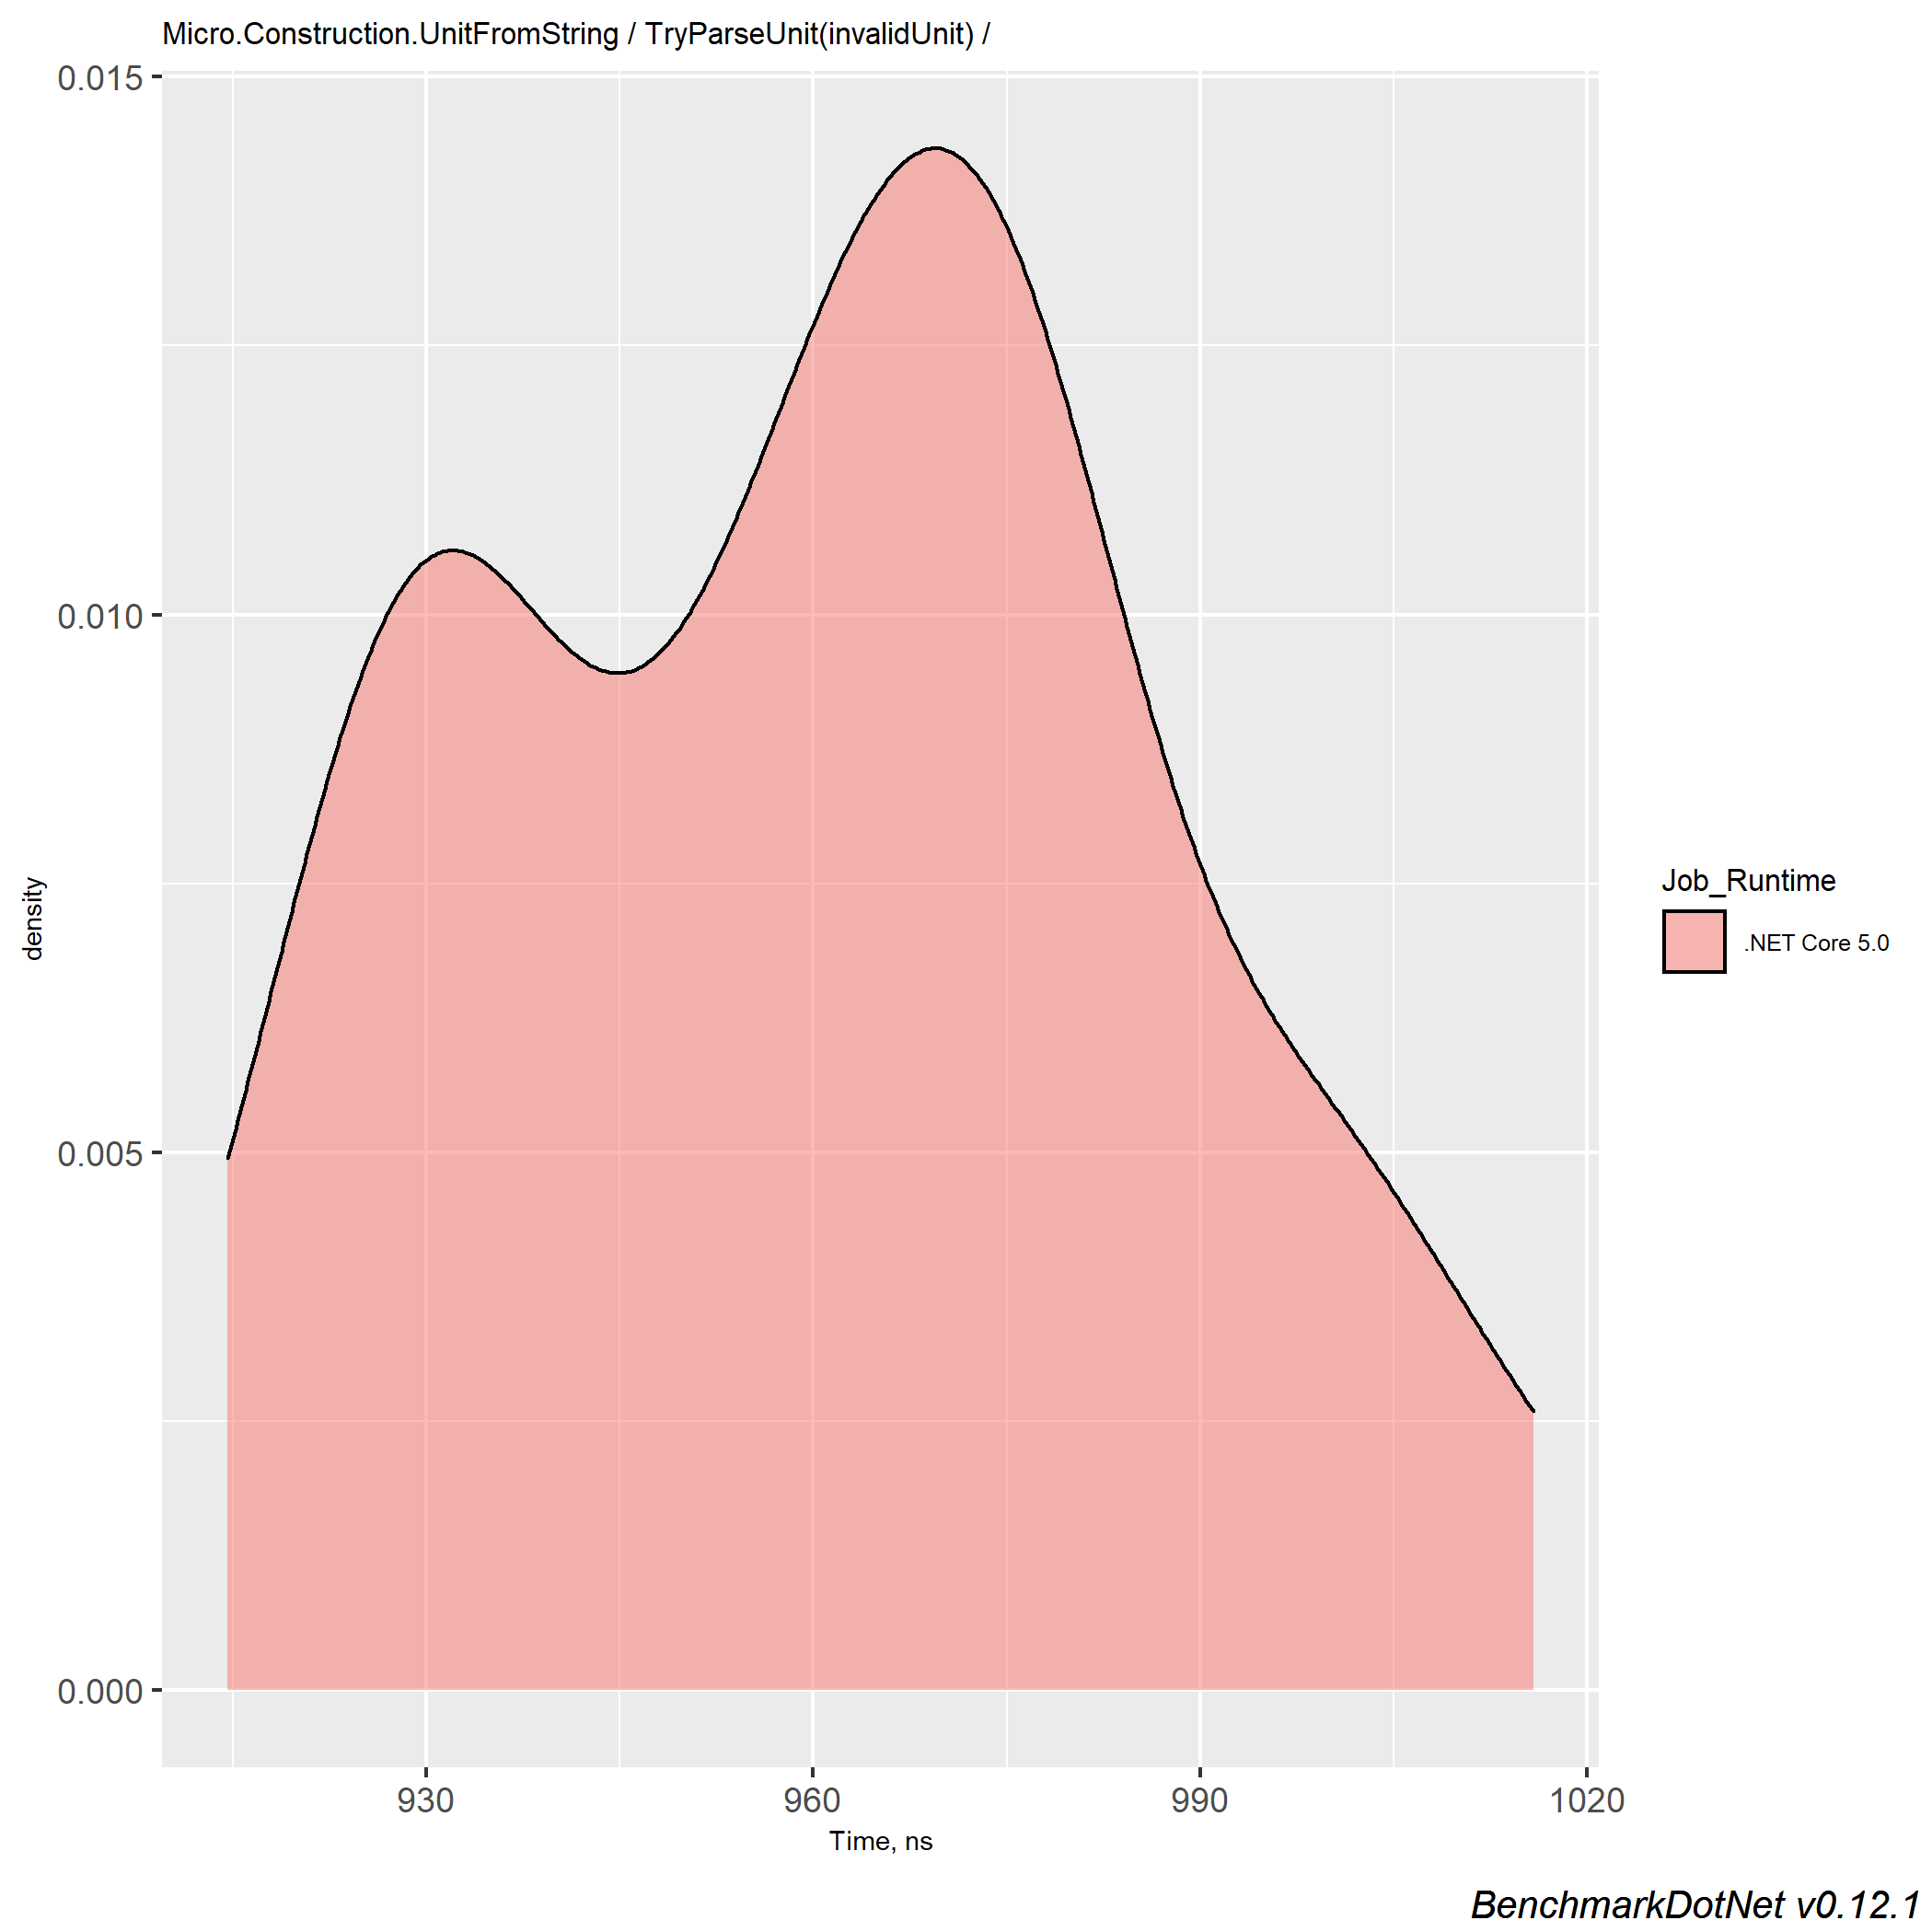 Micro.Construction.UnitFromString / TryParseUnit(invalidUnit) /
0.015
0.010
0.005
0.000
density
930 960 990 1020
Time, ns
Job_Runtime
.NET Core 5.0
BenchmarkDotNet v0.12.1